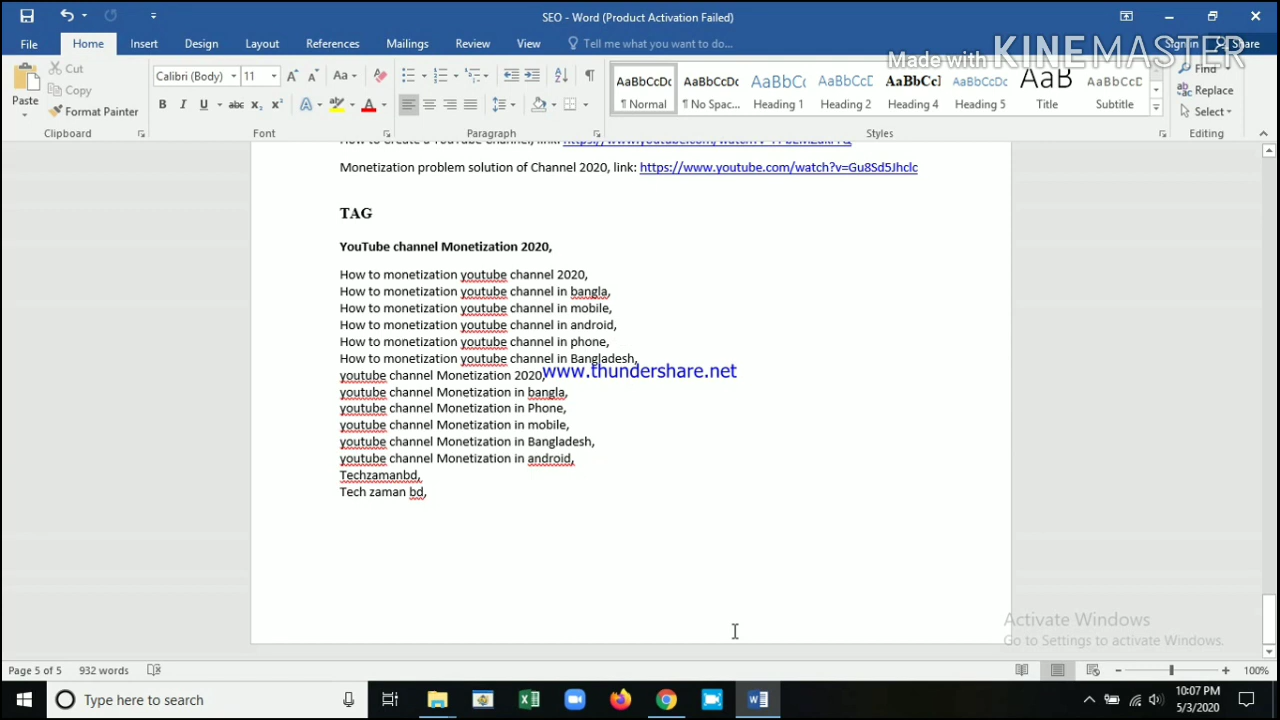 SEO - Word (Product Activation Failed)
File Home Insert Design Layout References Mailings Review View Tell me what you want to do... Sign in Share
Made with KINEMASTER
Paste Cut Copy Format Painter
Calibri (Body) 11
AaBbCcDc AaBbCcDc AaBbCc AaBbCcD AaBbCcI AaBbCcDc AaB AaBbCcD
¶ Normal ¶ No Spac... Heading 1 Heading 2 Heading 4 Heading 5 Title Subtitle
Find Replace Select
Clipboard Font Paragraph Styles Editing
How to create a YouTube Channel, link:
Monetization problem solution of Channel 2020, link: https://www.youtube.com/watch?v=Gu8Sd5Jhclc
TAG
YouTube channel Monetization 2020,
How to monetization youtube channel 2020,
How to monetization youtube channel in bangla,
How to monetization youtube channel in mobile,
How to monetization youtube channel in android,
How to monetization youtube channel in phone,
How to monetization youtube channel in Bangladesh,
youtube channel Monetization 2020,
www.thundershare.net
youtube channel Monetization in bangla,
youtube channel Monetization in Phone,
youtube channel Monetization in mobile,
youtube channel Monetization in Bangladesh,
youtube channel Monetization in android,
Techzamanbd,
Tech zaman bd,
Activate Windows
Go to Settings to activate Windows.
Page 5 of 5 932 words 100%
Type here to search
10:07 PM
5/3/2020